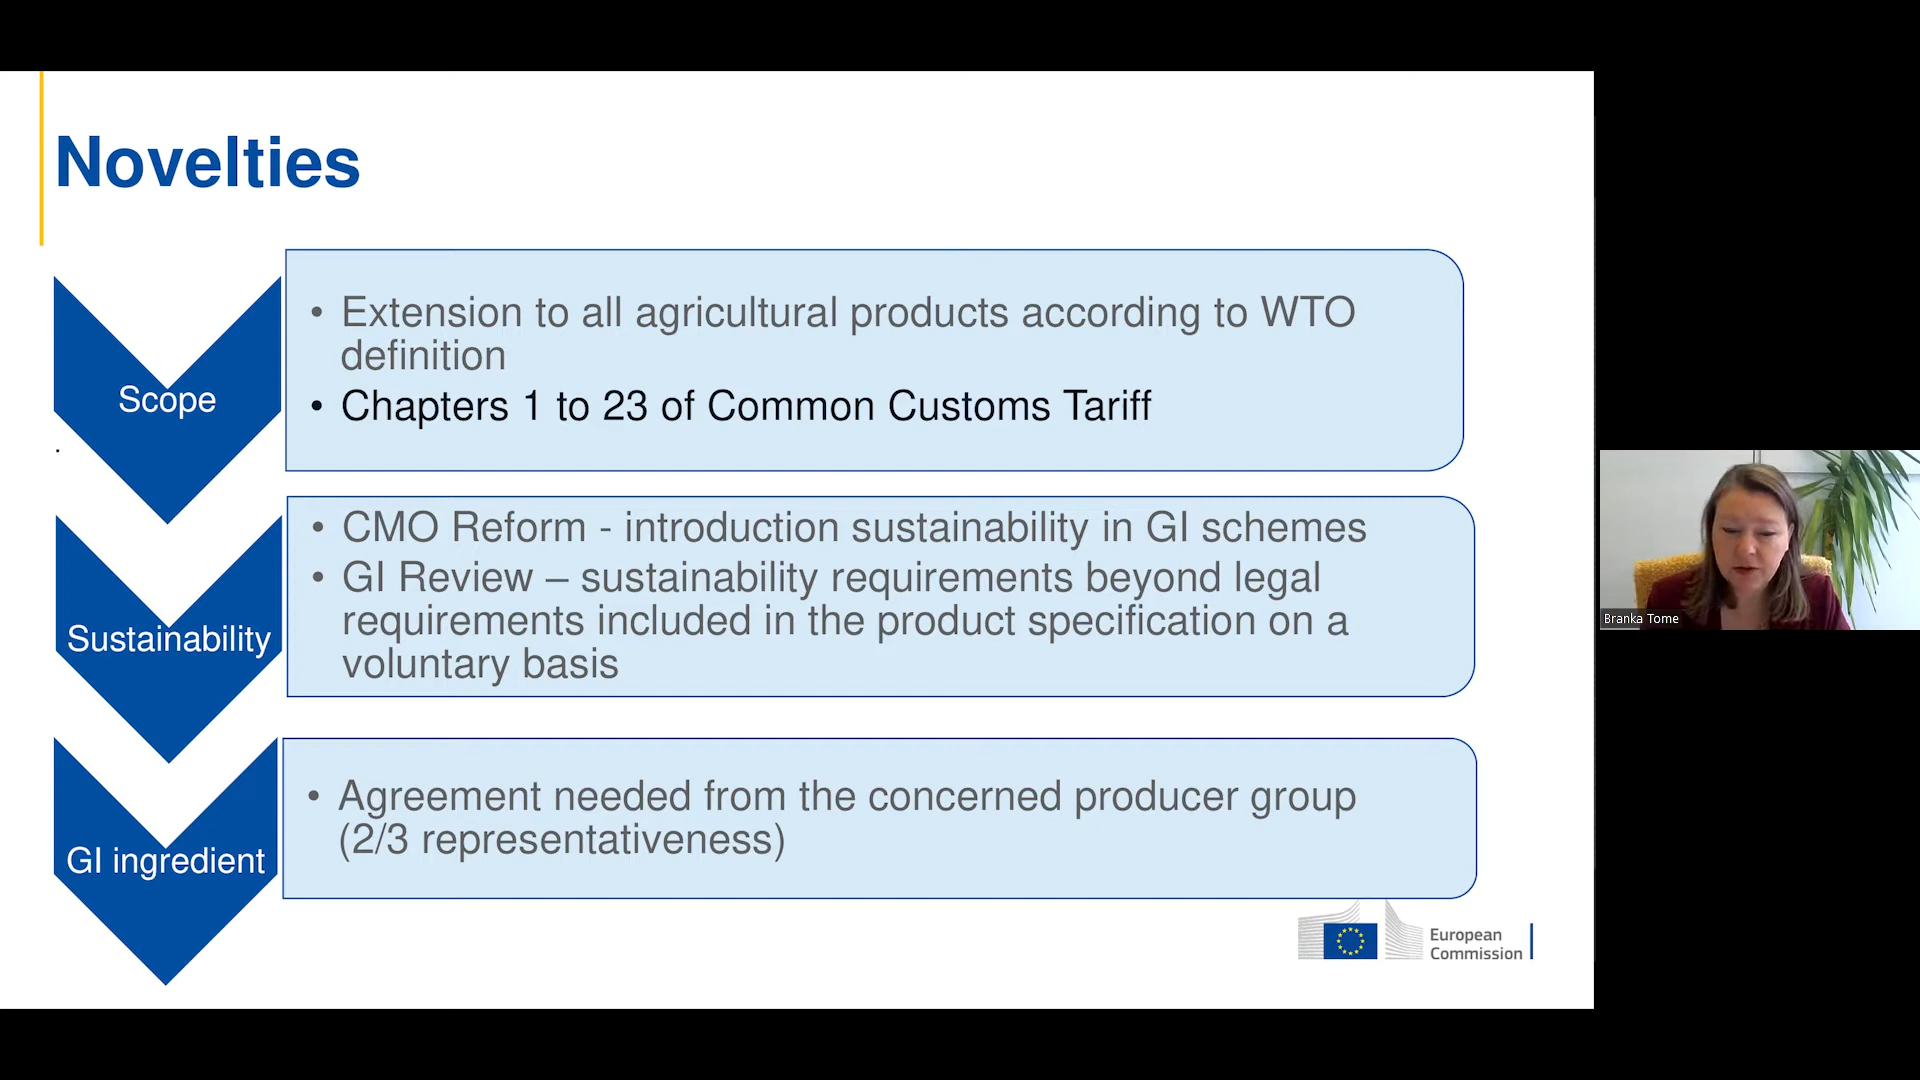 Novelties
Scope
• Extension to all agricultural products according to WTO
definition
• Chapters 1 to 23 of Common Customs Tariff
.
Sustainability
• CMO Reform - introduction sustainability in GI schemes
• GI Review – sustainability requirements beyond legal
requirements included in the product specification on a
voluntary basis
GI ingredient
• Agreement needed from the concerned producer group
(2/3 representativeness)
European
Commission
Branka Tome